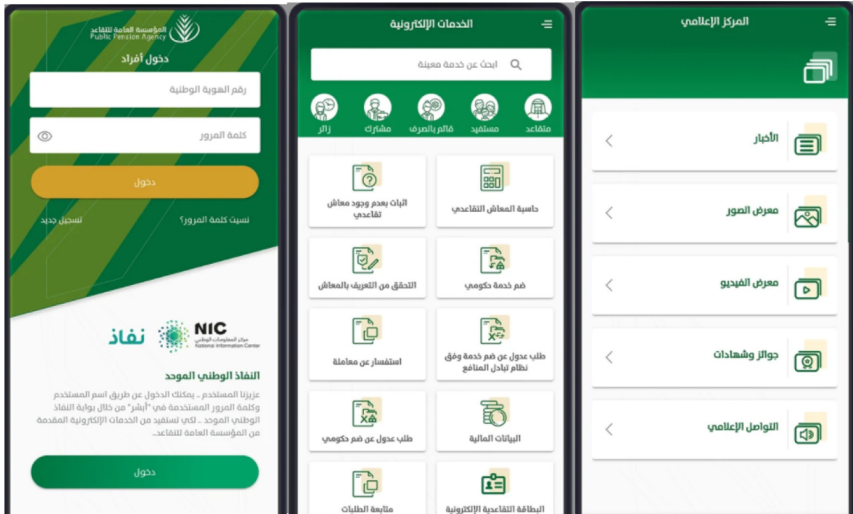 المركز الإعلامي
الأخبار
معرض الصور
معرض الفيديو
جوائز وشهادات
التواصل الإعلامي
الخدمات الإلكترونية
ابحث عن خدمة معينة
متقاعد
مستفيد
قائم بالصرف
مشترك
زائر
حاسبة المعاش التقاعدي
اثبات بعدم وجود معاش
تقاعدي
ضم خدمة حكومي
التحقق من التعريف بالمعاش
طلب عدول عن ضم خدمة وفق
نظام تبادل المنافع
استفسار عن معاملة
البيانات المالية
طلب عدول عن ضم حكومي
البطاقة التقاعدية الإلكترونية
متابعة الطلبات
المؤسسة العامة للتقاعد
Public Pension Agency
دخول أفراد
رقم الهوية الوطنية
كلمة المرور
دخول
نسيت كلمة المرور؟
تسجيل جديد
NIC
مركز المعلومات الوطني
National Information Center
نفاذ
النفاذ الوطني الموحد
عزيزنا المستخدم .. يمكنك الدخول عن طريق اسم المستخدم
وكلمة المرور المستخدمة في "أبشر" من خلال بوابة النفاذ
الوطني الموحد .. لكي تستفيد من الخدمات الإلكترونية المقدمة
من المؤسسة العامة للتقاعد..
دخول